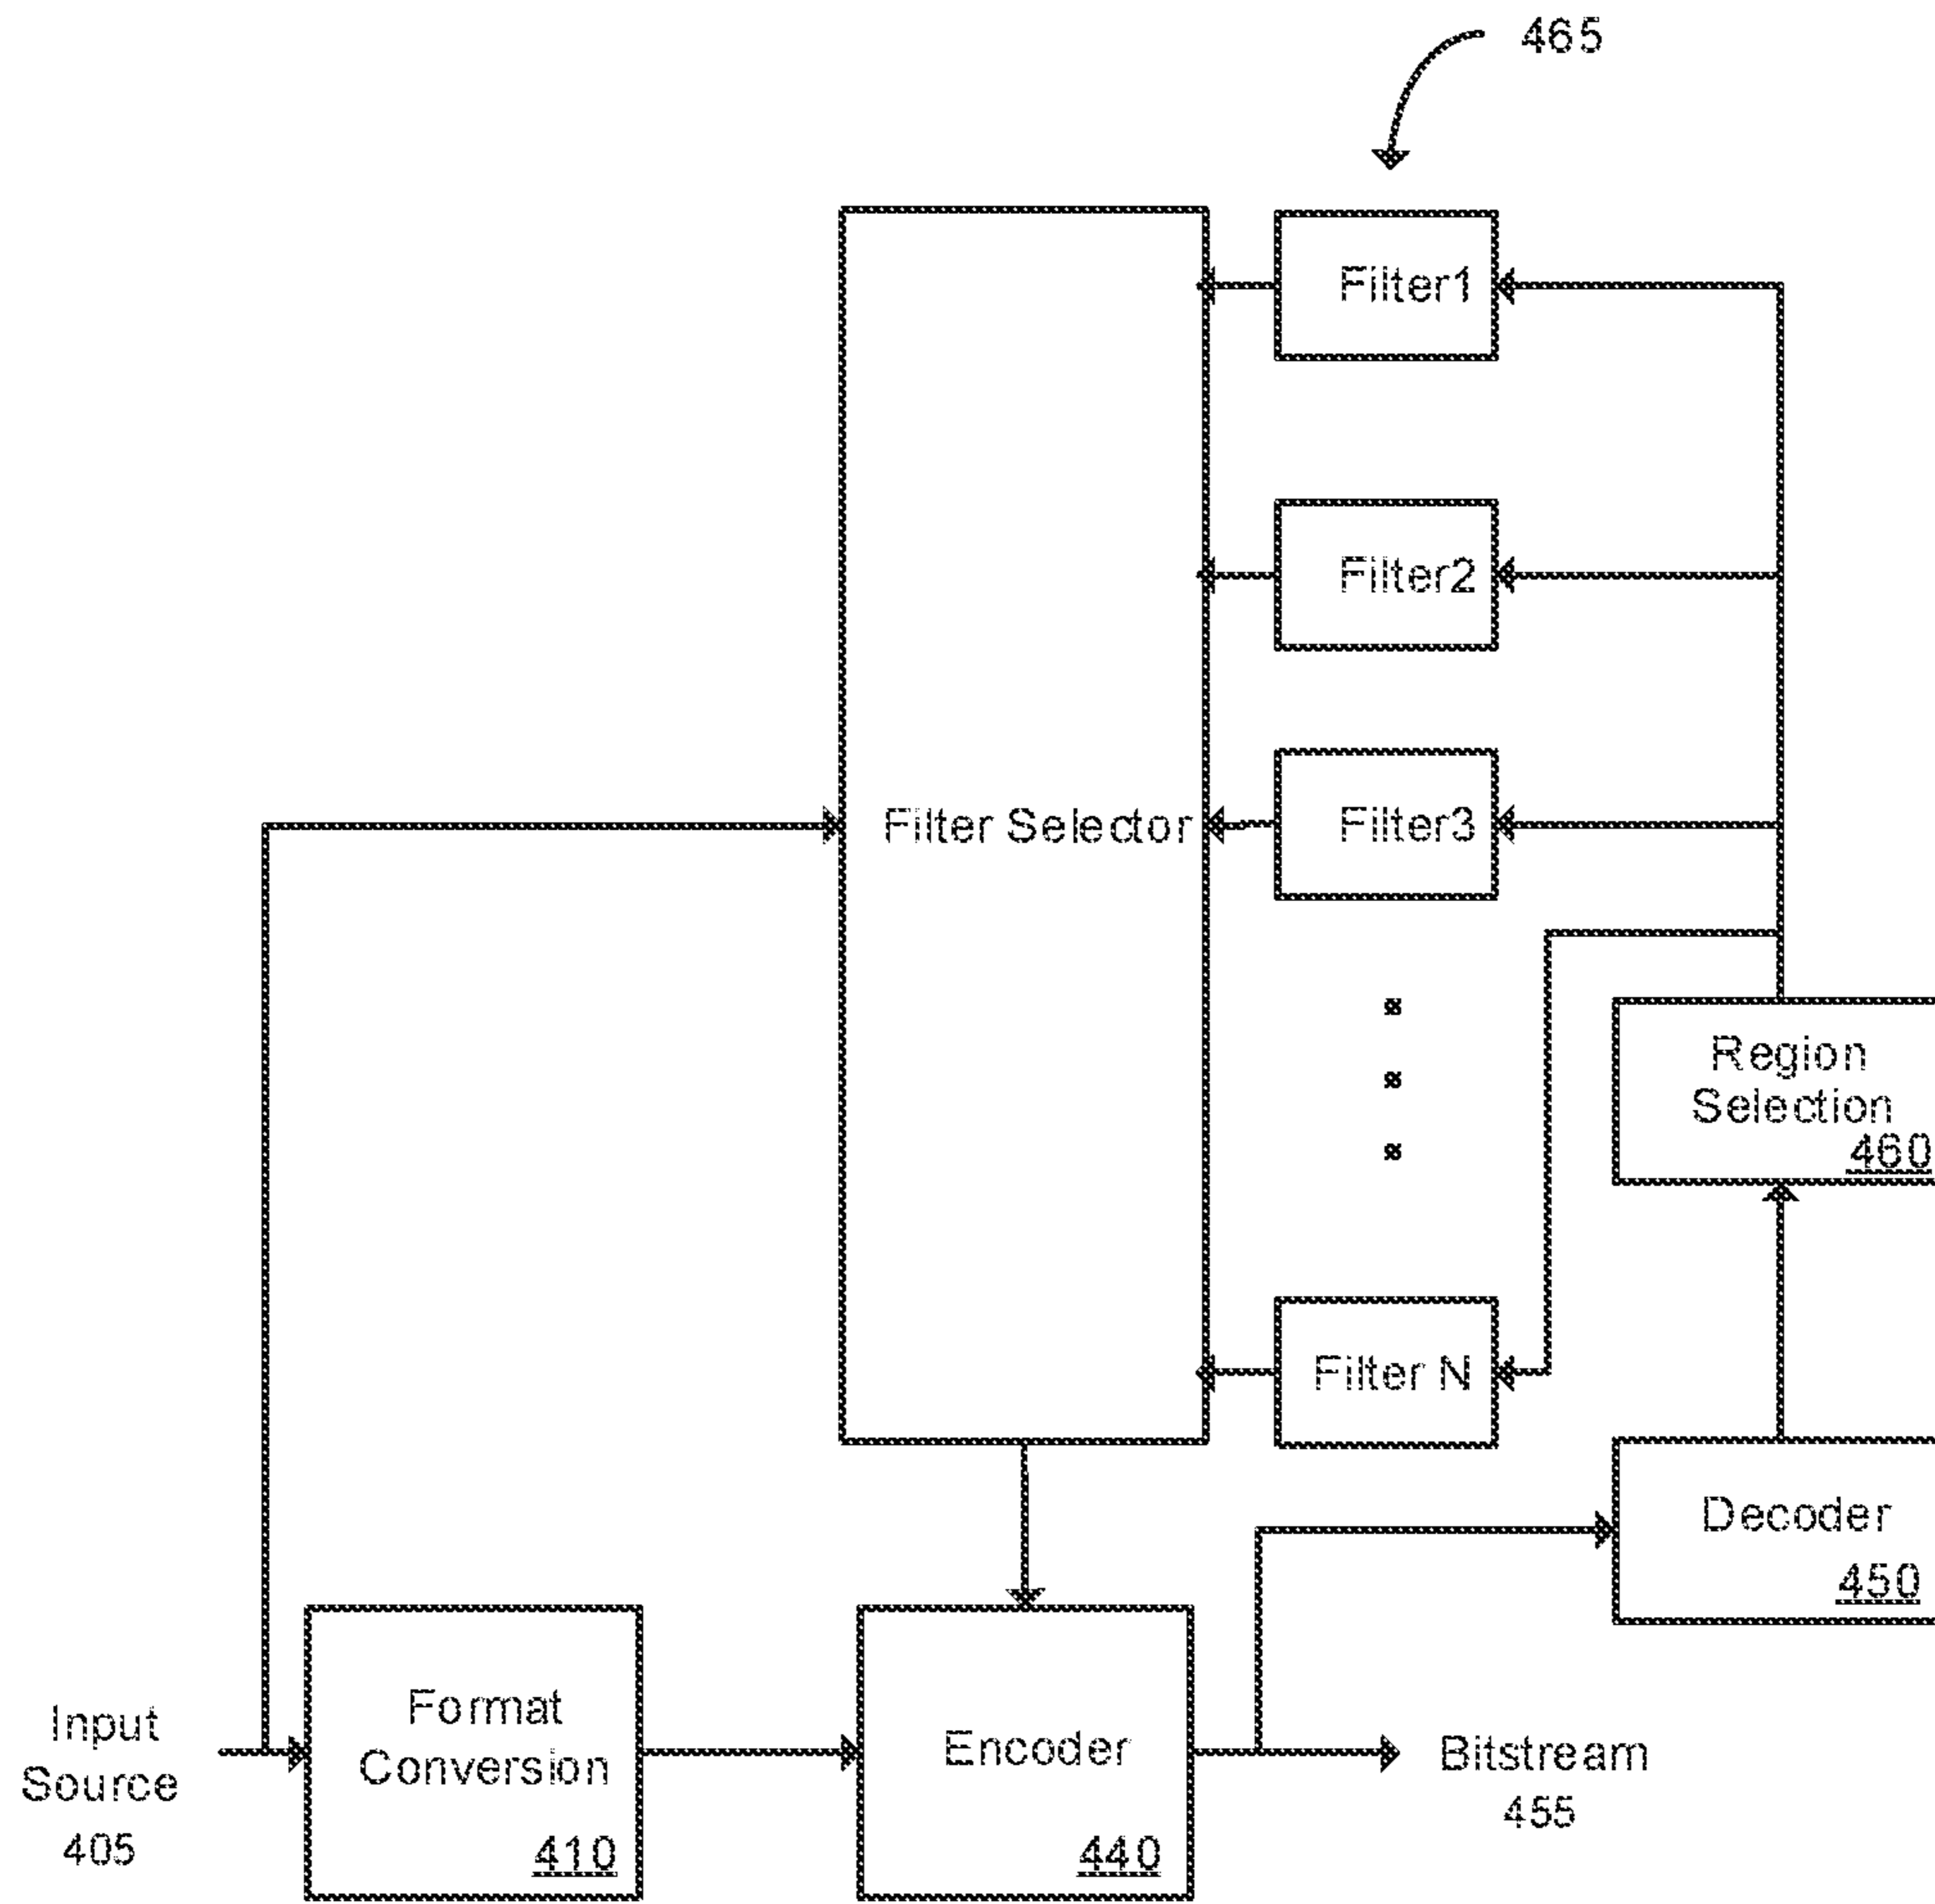 465
Filter1
Filter2
Filter Selector
Filter3
Region
Selection
460
Filter N
Decoder
450
Input
Source
405
Format
Conversion
410
Encoder
440
Bitstream
455